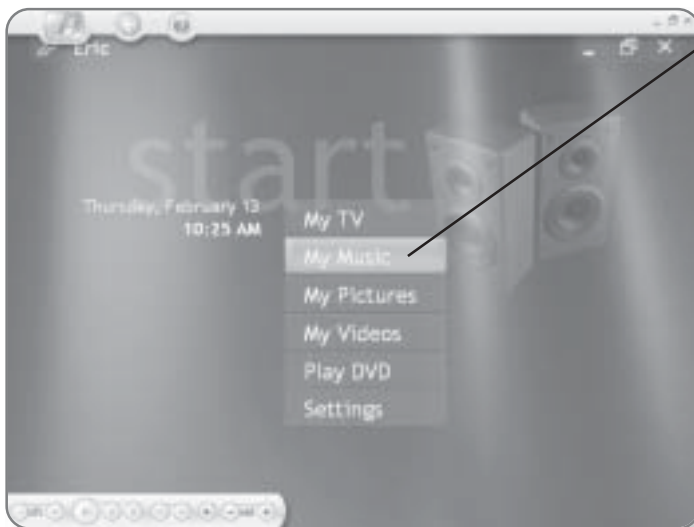 Eric
start
Thursday, February 13
10:25 AM
My TV
My Music
My Pictures
My Videos
Play DVD
Settings